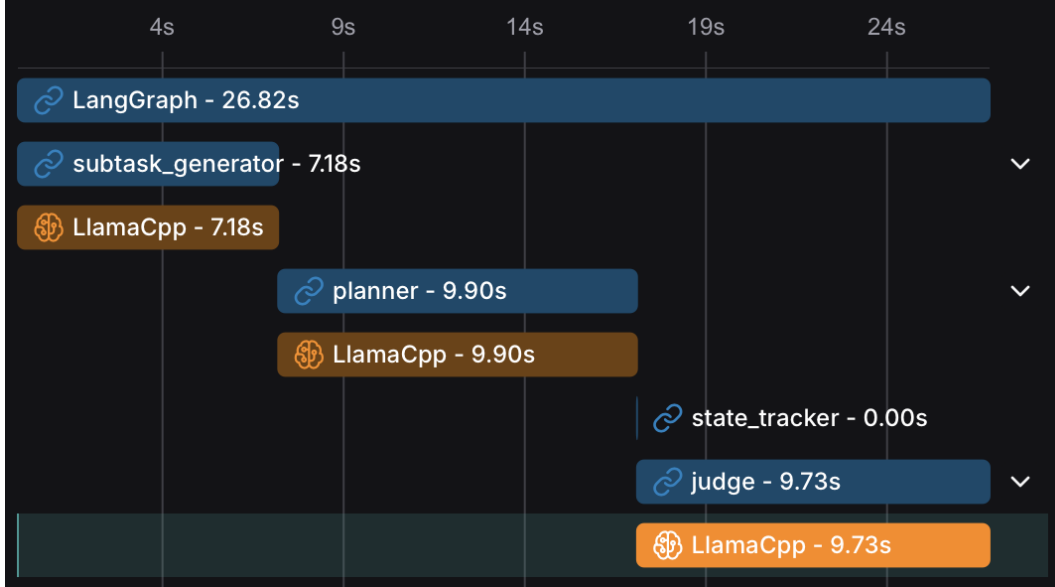 4s 9s 14s 19s 24s
LangGraph - 26.82s
subtask_generator - 7.18s
LlamaCpp - 7.18s
planner - 9.90s
LlamaCpp - 9.90s
state_tracker - 0.00s
judge - 9.73s
LlamaCpp - 9.73s